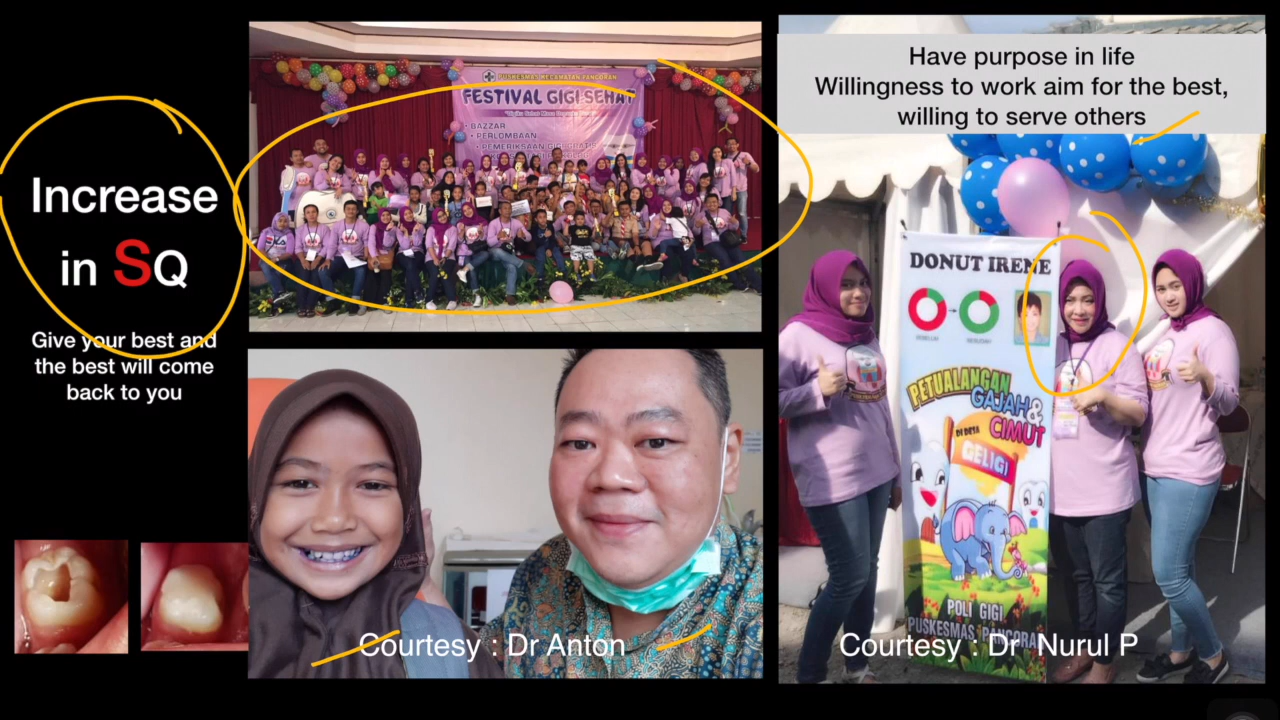 Increase
in SQ
Give your best and
the best will come
back to you
PUSKESMAS KECAMATAN PANCORAN
FESTIVAL GIGI SEHAT
• BAZZAR
• PERLOMBAAN
• PEMERIKSAAN GIGI GRATIS
Courtesy : Dr Anton
Have purpose in life
Willingness to work aim for the best,
willing to serve others
DONUT IRENE
PETUALANGAN
GAJAH &
CIMUT
DI DESA
GELIGI
POLI GIGI
PUSKESMAS PANCORAN
Courtesy : Dr Nurul P